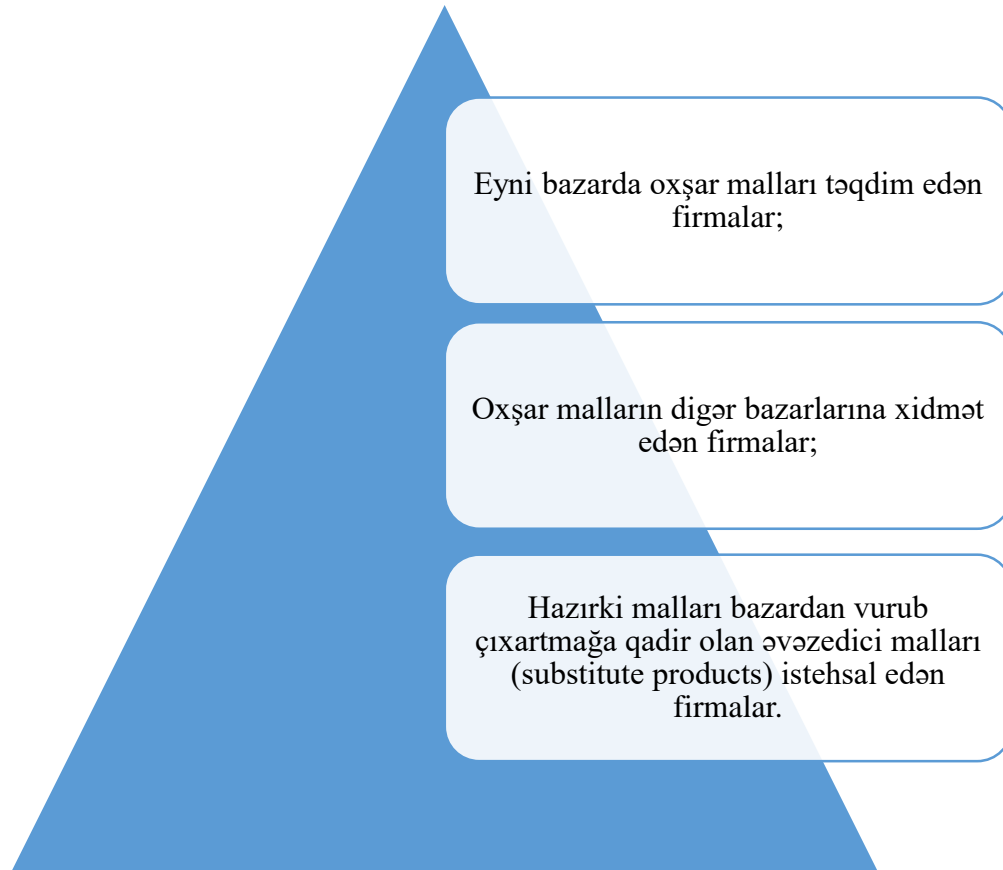 Eyni bazarda oxşar malları təqdim edən
firmalar;
Oxşar malların digər bazarlarına xidmət
edən firmalar;
Hazırki malları bazardan vurub
çıxartmağa qadir olan əvəzedici malları
(substitute products) istehsal edən
firmalar.